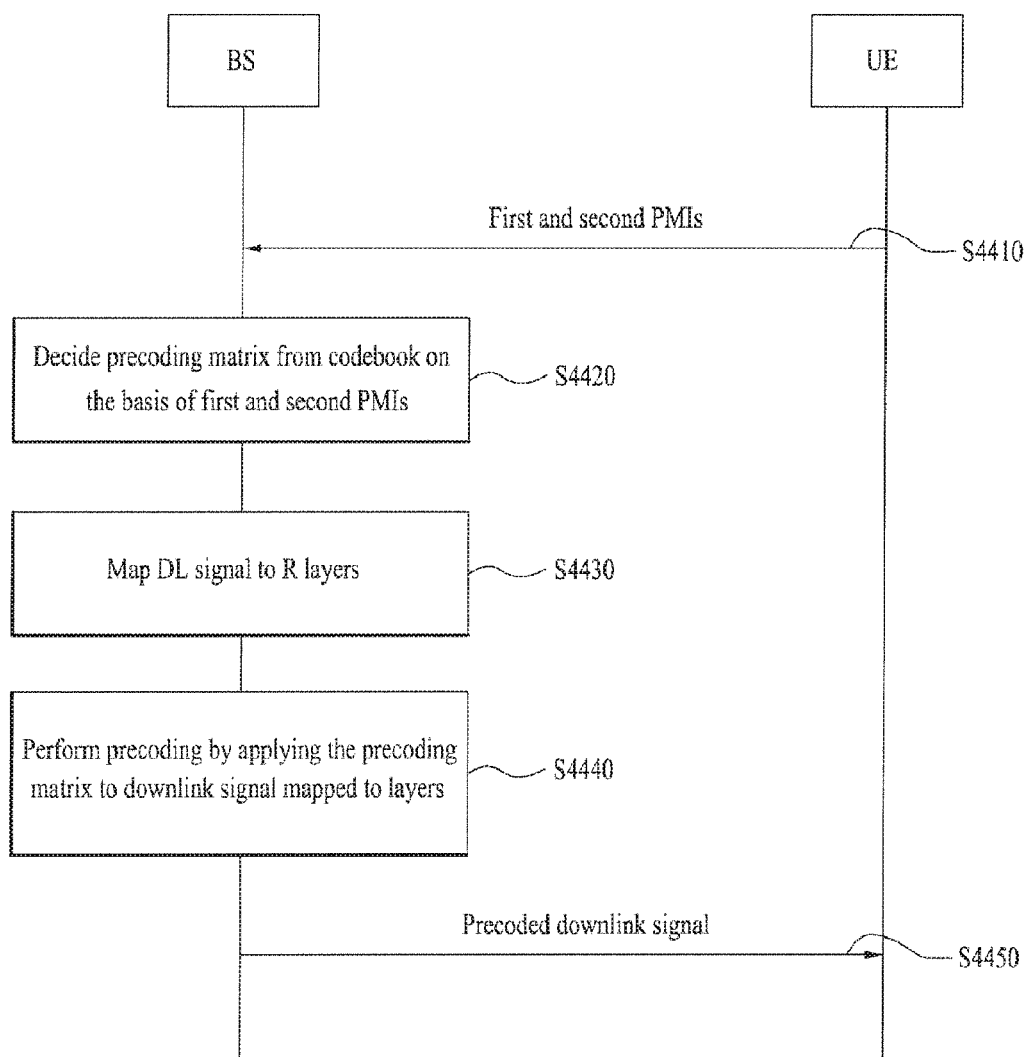 BS
UE
First and second PMIs
S4410
Decide precoding matrix from codebook on
the basis of first and second PMIs
S4420
Map DL signal to R layers
S4430
Perform precoding by applying the precoding
matrix to downlink signal mapped to layers
S4440
Precoded downlink signal
S4450